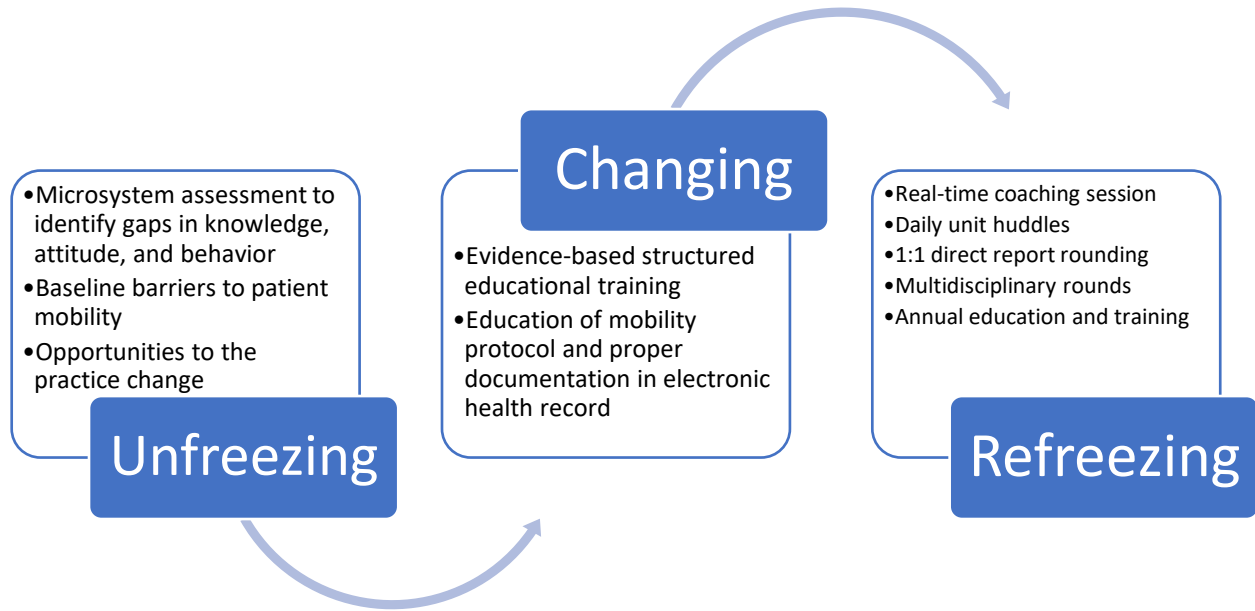 •Microsystem assessment to
identify gaps in knowledge,
attitude, and behavior
•Baseline barriers to patient
mobility
•Opportunities to the
practice change
Unfreezing
Changing
•Evidence-based structured
educational training
•Education of mobility
protocol and proper
documentation in electronic
health record
•Real-time coaching session
•Daily unit huddles
•1:1 direct report rounding
•Multidisciplinary rounds
•Annual education and training
Refreezing